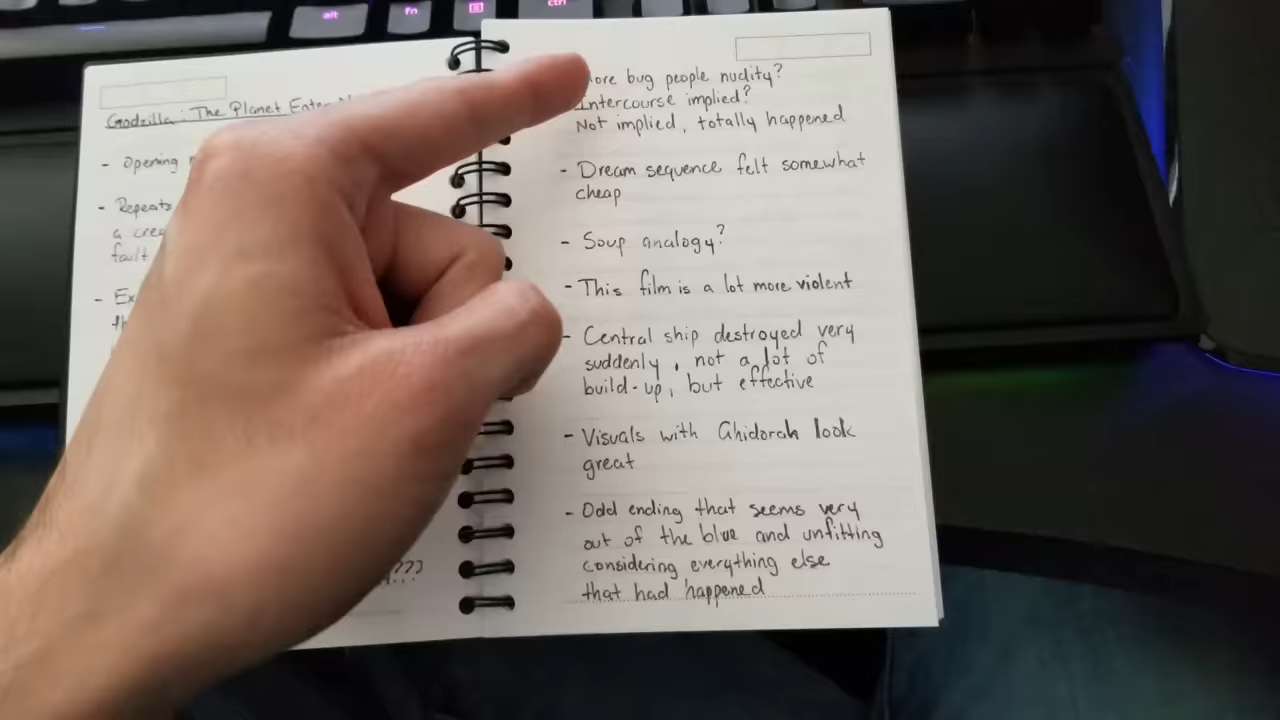 alt
fn
ctrl
Godzilla: The Planet Eater
- Opening
- Repeats
a
fault
- Ex
???
bug people nudity?
Intercourse implied?
Not implied, totally happened
- Dream sequence felt somewhat
cheap
- Soup analogy?
- This film is a lot more violent
- Central ship destroyed very
suddenly, not a lot of
build-up, but effective
- Visuals with Ghidorah look
great
- Odd ending that seems very
out of the blue and unfitting
considering everything else
that had happened